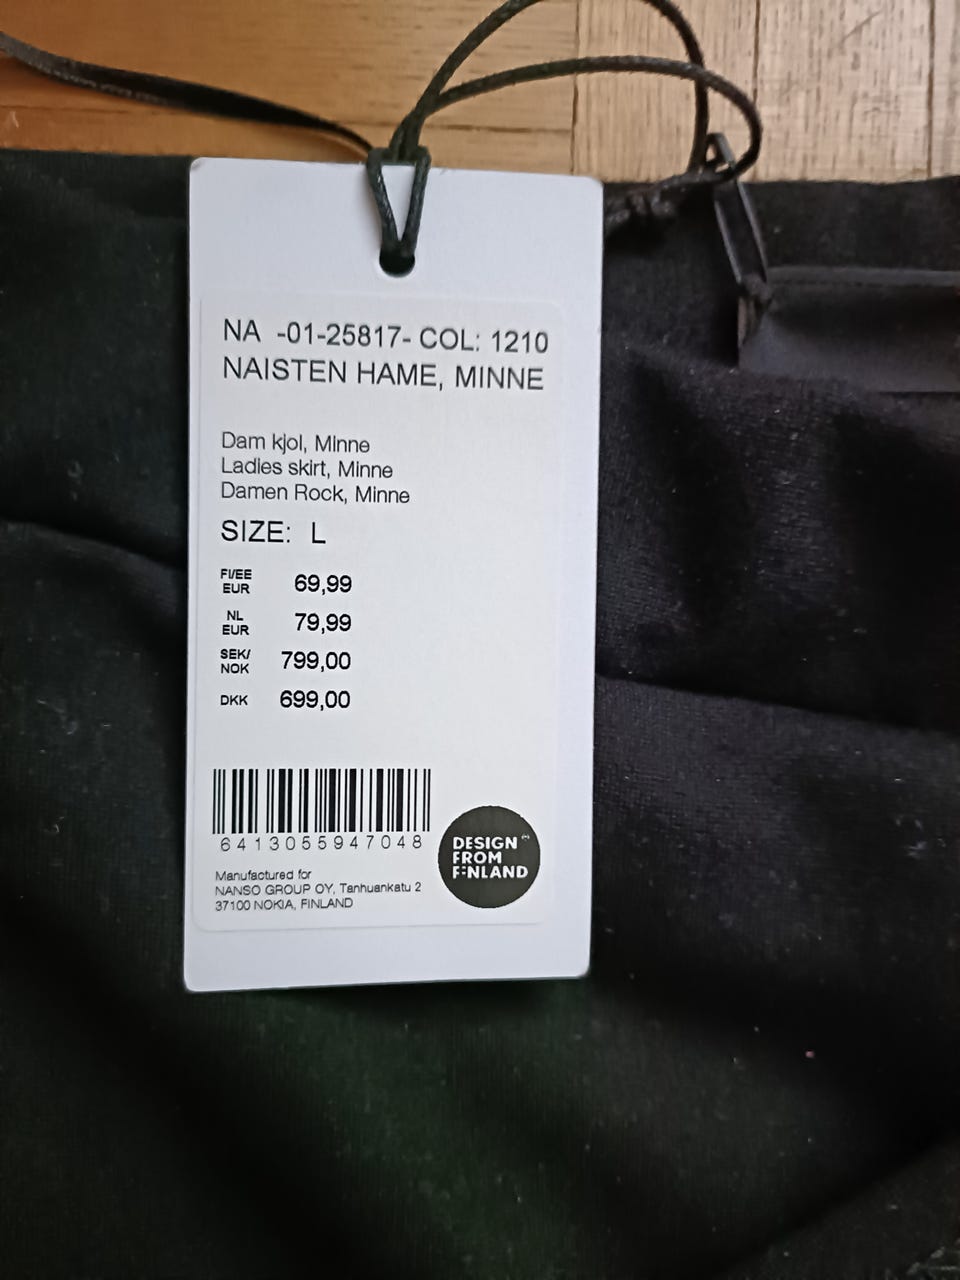 NA -01-25817- COL: 1210
NAISTEN HAME, MINNE
Dam kjol, Minne
Ladies skirt, Minne
Damen Rock, Minne
SIZE: L
FI/EE EUR 69,99
NL EUR 79,99
SEK/ NOK 799,00
DKK 699,00
6413055947048
DESIGN
FROM
FINLAND
Manufactured for
NANSO GROUP OY, Tanhuankatu 2
37100 NOKIA, FINLAND